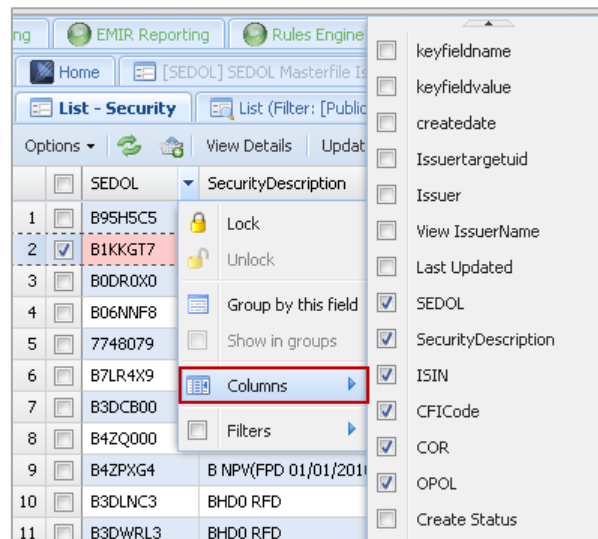 ng EMIR Reporting Rules Engine
Home [SEDOL] SEDOL Masterfile Is
List - Security List (Filter: [Public
Options View Details Updat
SEDOL SecurityDescription
1 B95H5C5
2 B1KKGT7
3 B0DR0X0
4 B06NNF8
5 7748079
6 B7LR4X9
7 B3DCB00
8 B4ZQ000
9 B4ZPXG4 B NPV(FPD 01/01/201
10 B3DLNC3 BHD0 RFD
11 B3DWRL3 BHD0 RFD
Lock
Unlock
Group by this field
Show in groups
Columns
Filters
keyfieldname
keyfieldvalue
createdate
Issuertargetuid
Issuer
View IssuerName
Last Updated
SEDOL
SecurityDescription
ISIN
CFICode
COR
OPOL
Create Status